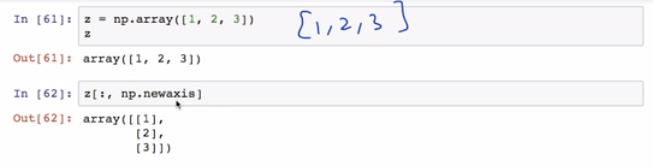 In [61]: z = np.array([1, 2, 3]) [1,2,3]
z
Out[61]: array([1, 2, 3])
In [62]: z[:, np.newaxis]
Out[62]: array([[1],
[2],
[3]])